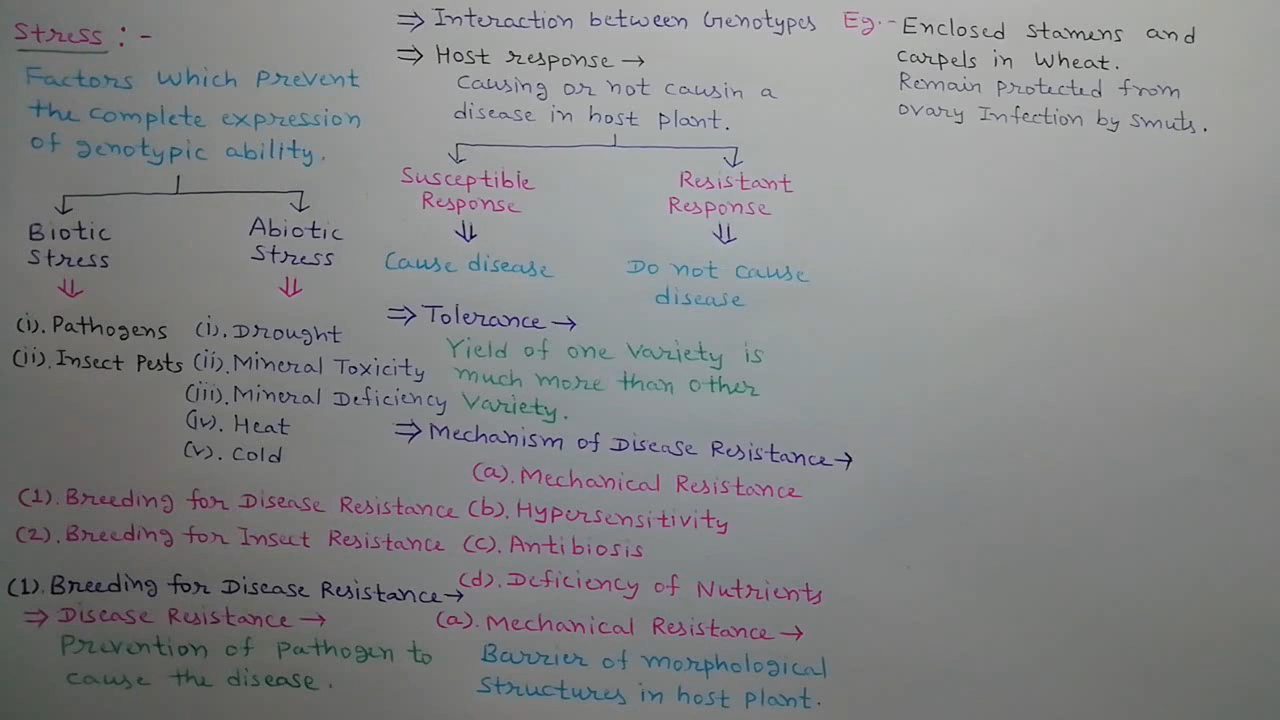 Stress :-
Factors which prevent
the complete expression
of genotypic ability.
Biotic
Stress
Abiotic
Stress
(i). Pathogens
(ii). Insect Pests
(i). Drought
(ii). Mineral Toxicity
(iii). Mineral Deficiency
(iv). Heat
(v). Cold
(1). Breeding for Disease Resistance
(2). Breeding for Insect Resistance
(1). Breeding for Disease Resistance→
⇒ Disease Resistance →
Prevention of pathogen to
cause the disease.
⇒ Interaction between Genotypes
⇒ Host response →
Causing or not causin a
disease in host plant.
Susceptible
Response
Resistant
Response
Cause disease
Do not cause
disease
⇒ Tolerance →
Yield of one variety is
much more than other
variety.
⇒ Mechanism of Disease Resistance→
(a). Mechanical Resistance
(b). Hypersensitivity
(c). Antibiosis
(d). Deficiency of Nutrients
(a). Mechanical Resistance →
Barrier of morphological
structures in host plant.
Eg.- Enclosed stamens and
carpels in wheat.
Remain protected from
ovary Infection by smuts.